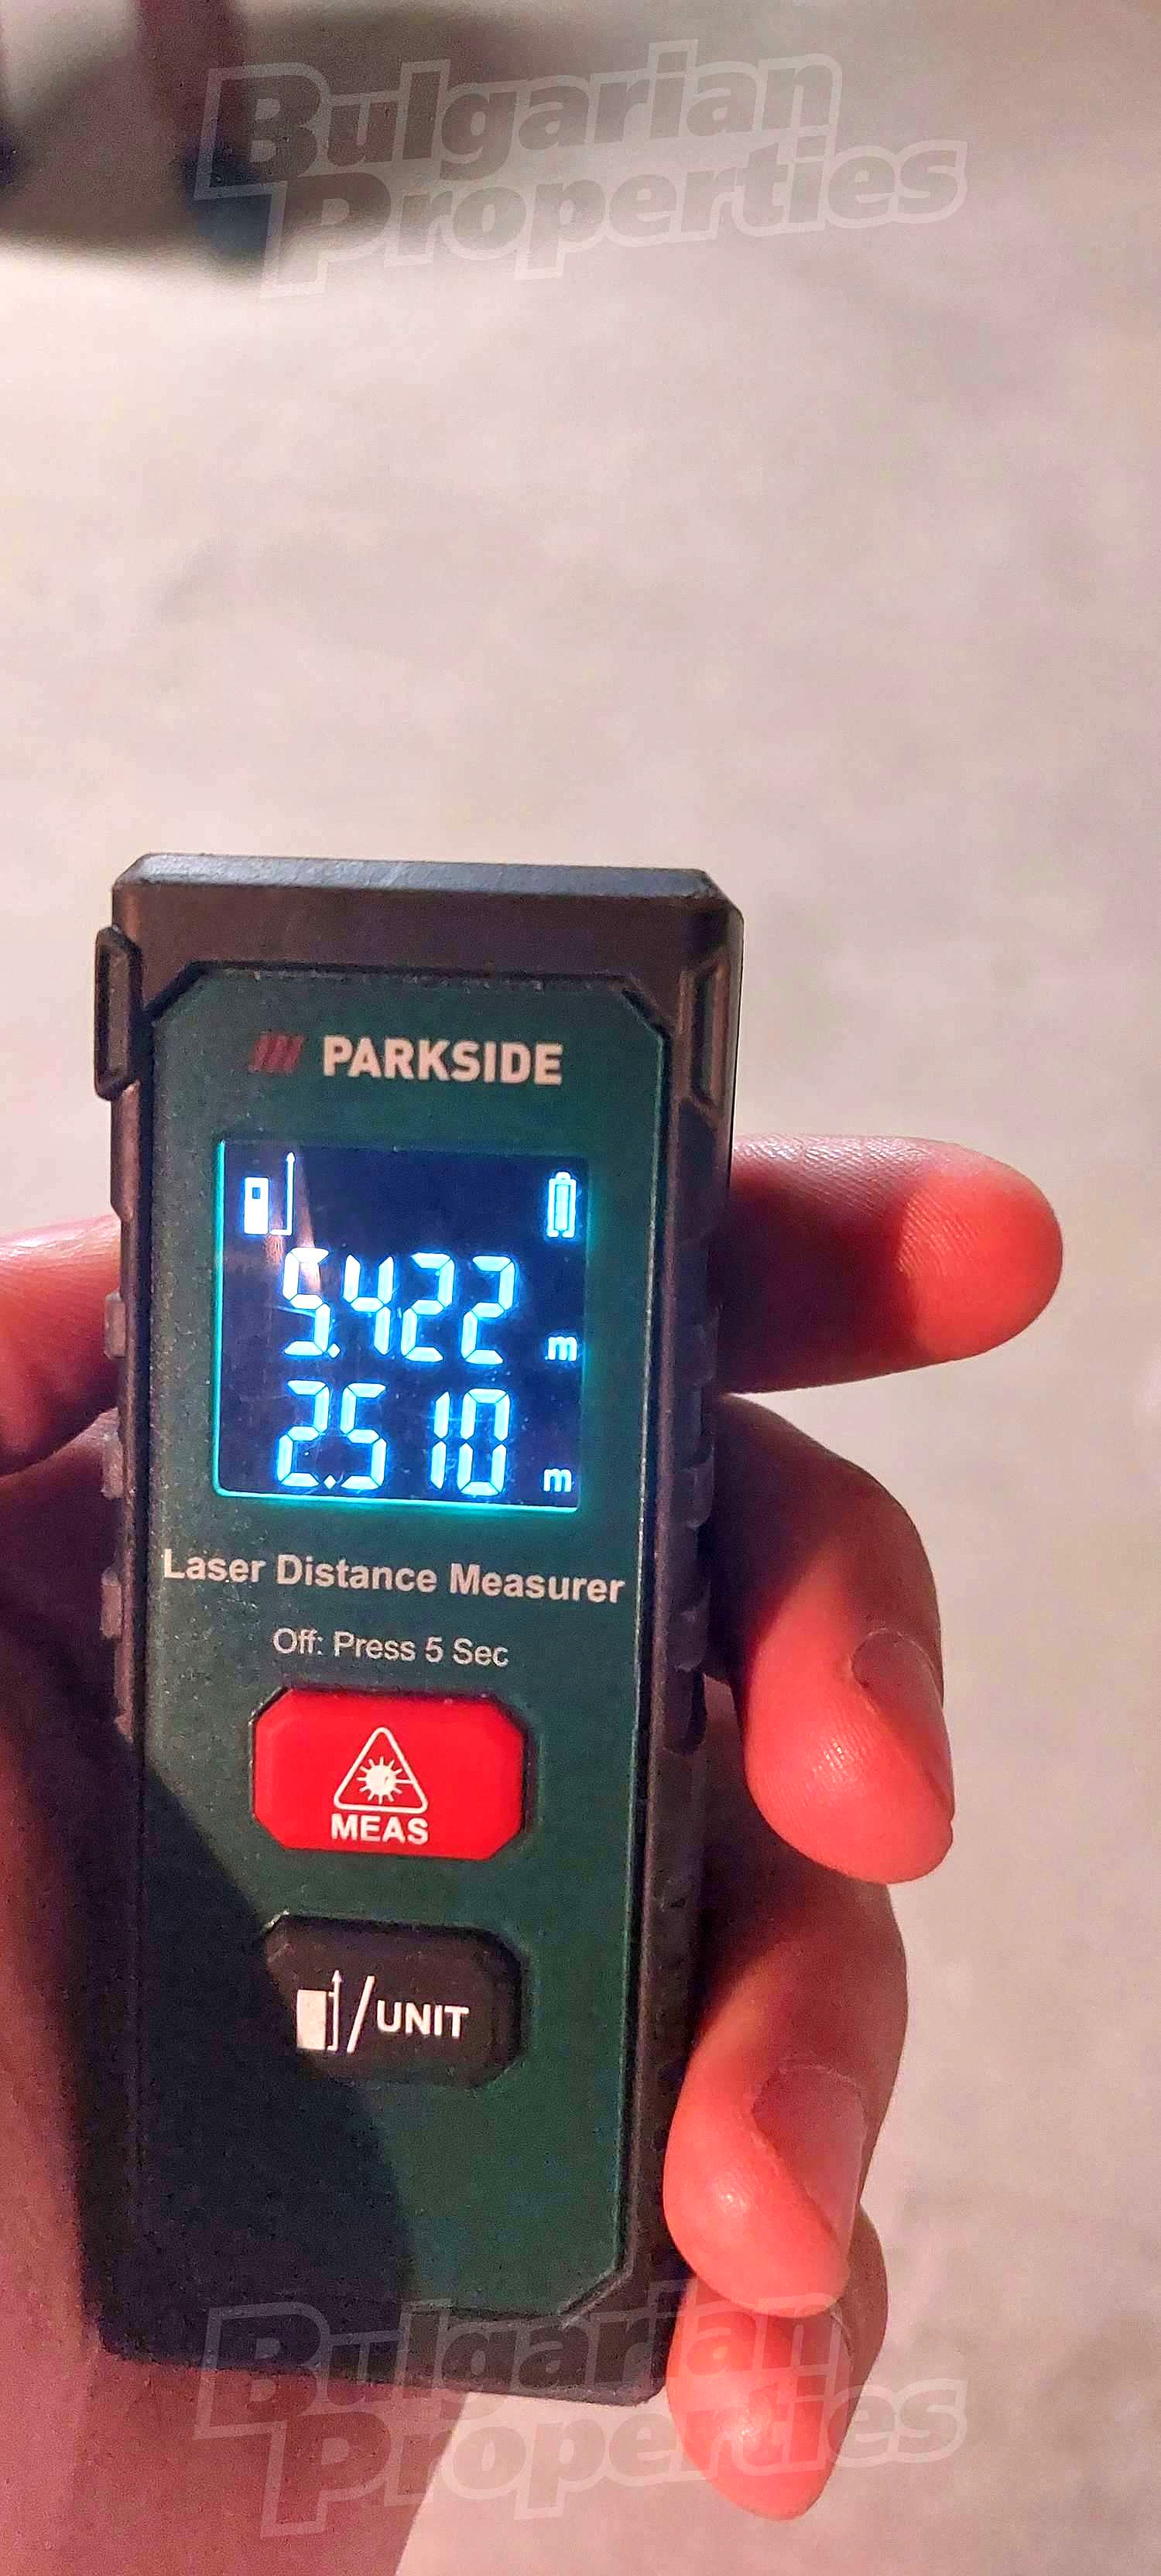 Bulgarian
Properties
PARKSIDE
5.422 m
2.510 m
Laser Distance Measurer
Off: Press 5 Sec
MEAS
/UNIT
Bulgarian
Properties